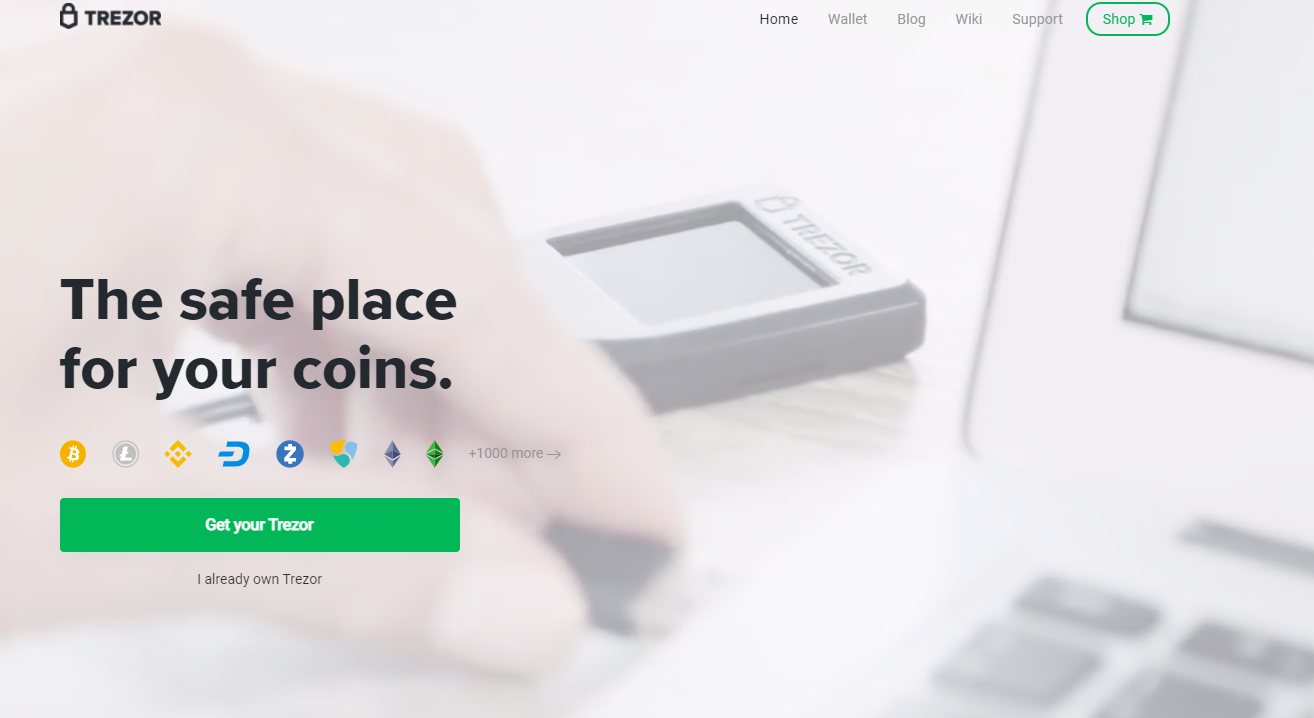 TREZOR
Home Wallet Blog Wiki Support Shop
TREZOR
The safe place
for your coins.
+1000 more
Get your Trezor
I already own Trezor